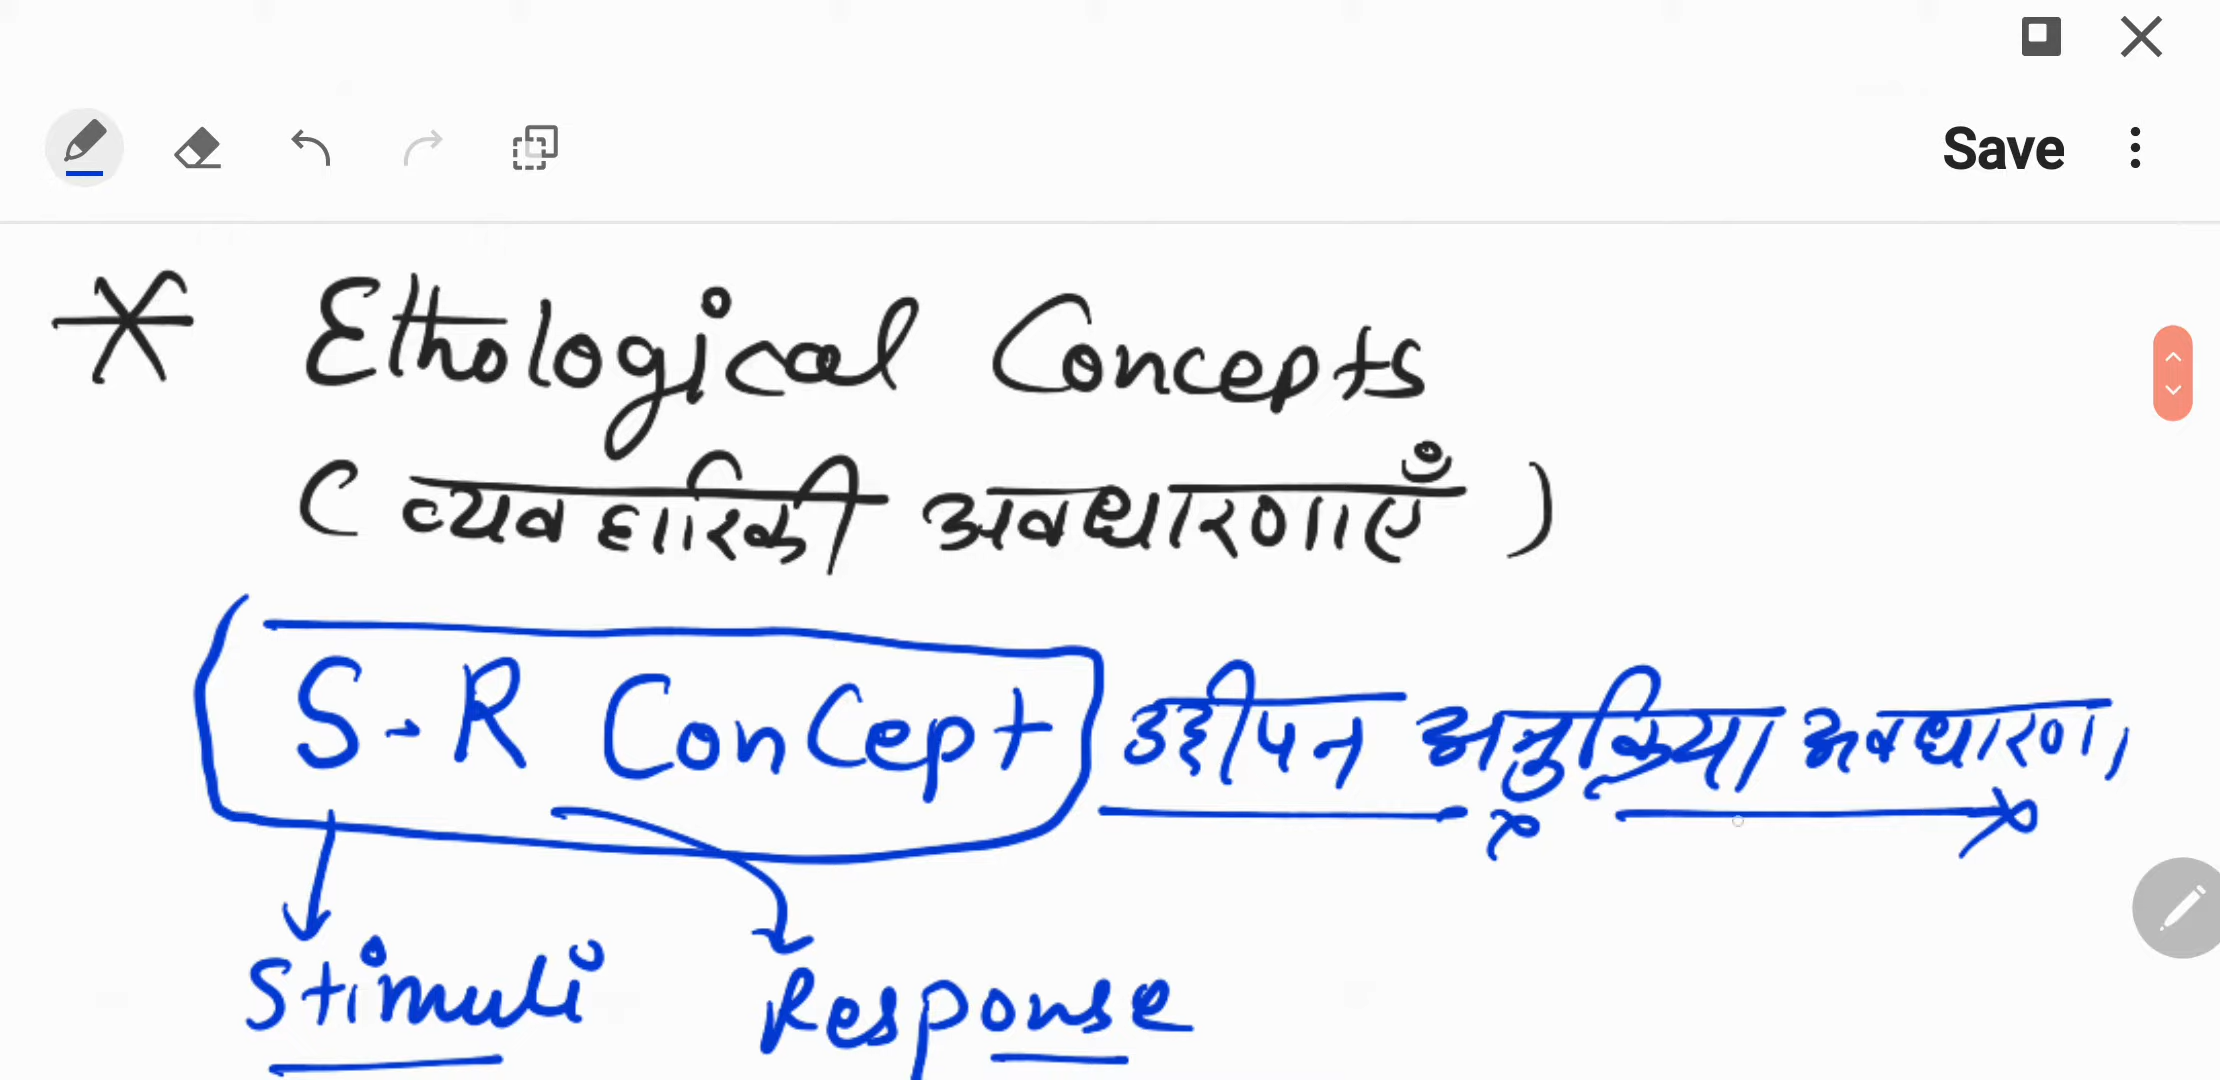 Save
* Ethological Concepts
( व्यवहारिकी अवधारणाएँ )
S-R Concept उद्दीपन अनुक्रिया अवधारणा
Stimuli Response